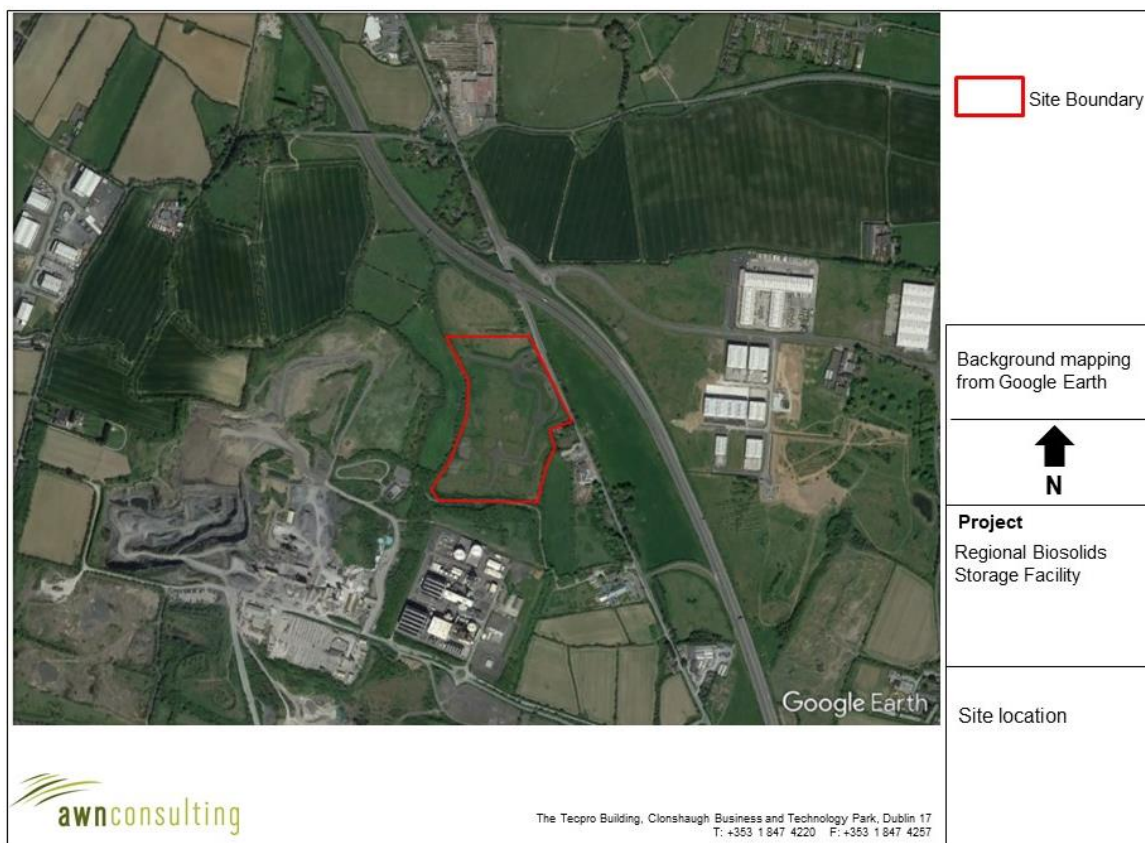 Site Boundary
Background mapping
from Google Earth
N
Project
Regional Biosolids
Storage Facility
Site location
Google Earth
awnconsulting
The Tecpro Building, Clonshaugh Business and Technology Park, Dublin 17
T: +353 1 847 4220 F: +353 1 847 4257